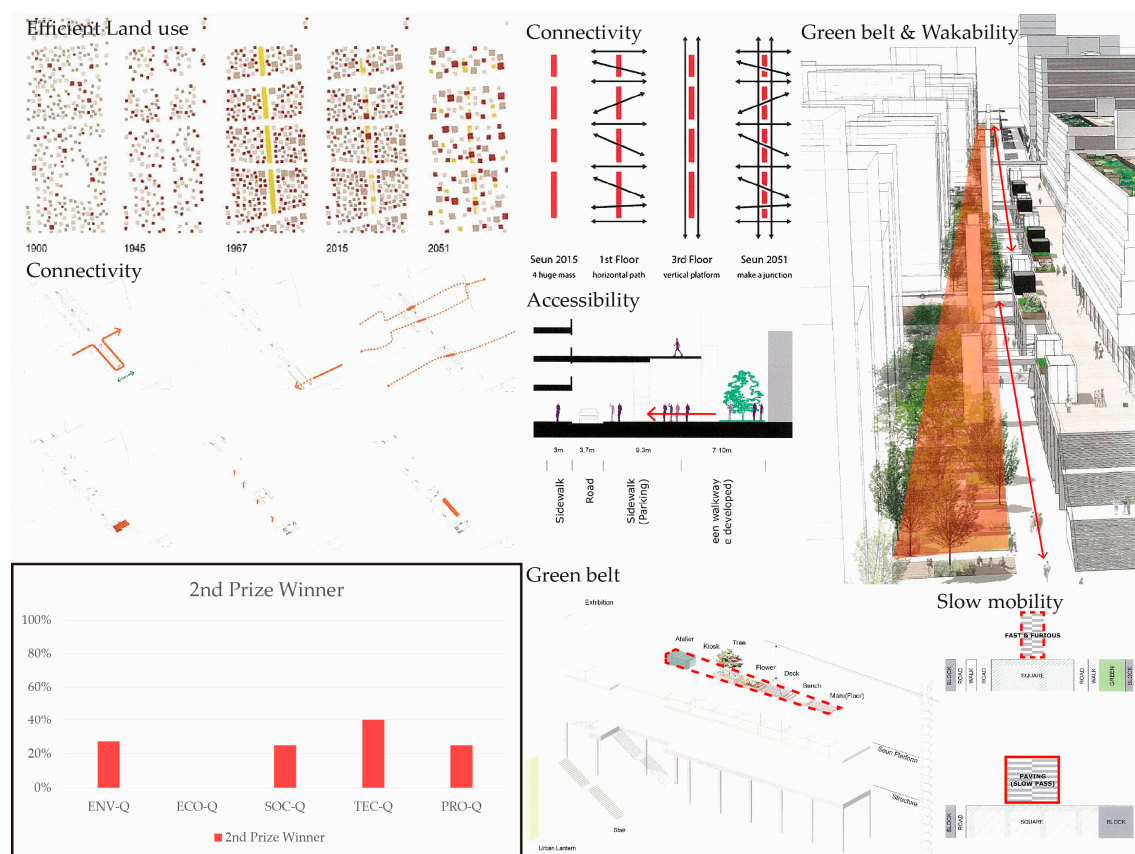 Efficient Land use
1900
1945
1967
2015
2051
Connectivity
Connectivity
Seun 2015
4 huge mass
1st Floor
horizontal path
3rd Floor
vertical platform
Seun 2051
make a junction
Accessibility
3m
3,7m
9.3m
7-10m
Sidewalk
Road
Sidewalk
(Parking)
een walkway
e developed)
Green belt & Wakability
2nd Prize Winner
100%
80%
60%
40%
20%
0%
ENV-Q
ECO-Q
SOC-Q
TEC-Q
PRO-Q
2nd Prize Winner
Green belt
Exhibition
Atelier
Kiosk
Tree
Flower
Deck
Bench
Maru(Floor)
Seun Platform
Structure
Stair
Urban Lantern
Slow mobility
FAST & FURIOUS
BLOCK
ROAD
WALK
ROAD
SQUARE
ROAD
WALK
GREEN
BLOCK
PAVING
(SLOW PASS)
BLOCK
ROAD
SQUARE
BLOCK